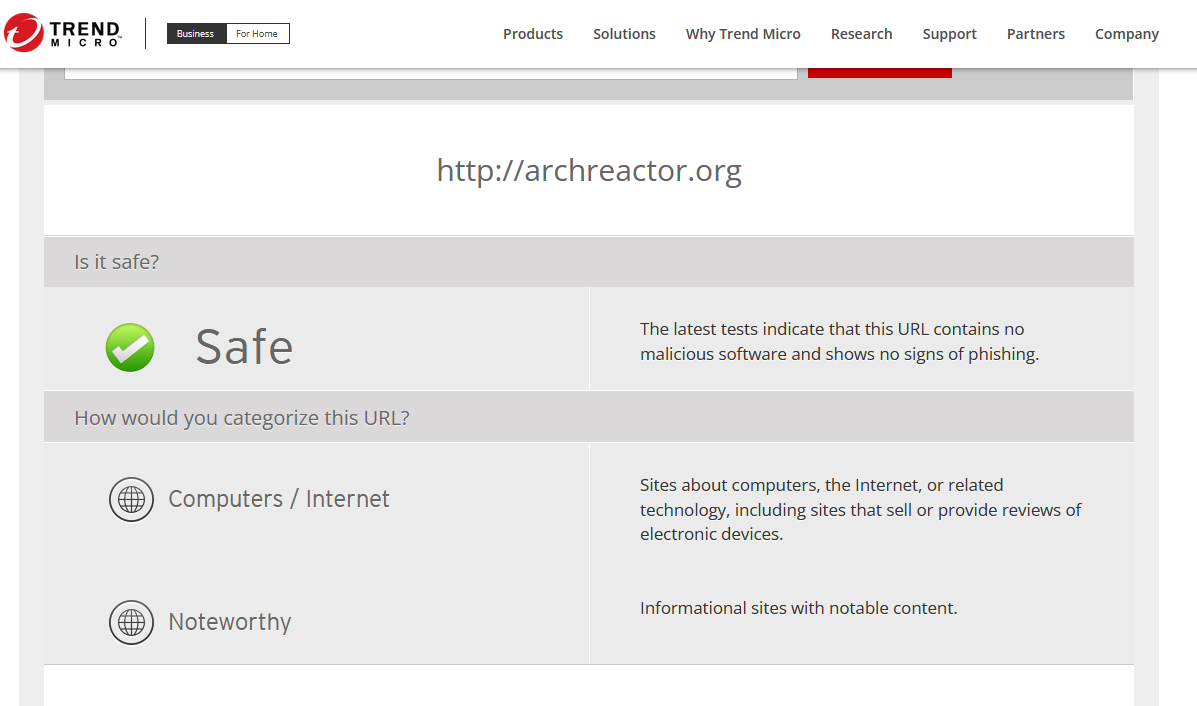 TREND
MICRO™
Business For Home
Products Solutions Why Trend Micro Research Support Partners Company
http://archreactor.org
Is it safe?
Safe
The latest tests indicate that this URL contains no
malicious software and shows no signs of phishing.
How would you categorize this URL?
Computers / Internet
Sites about computers, the Internet, or related
technology, including sites that sell or provide reviews of
electronic devices.
Noteworthy
Informational sites with notable content.